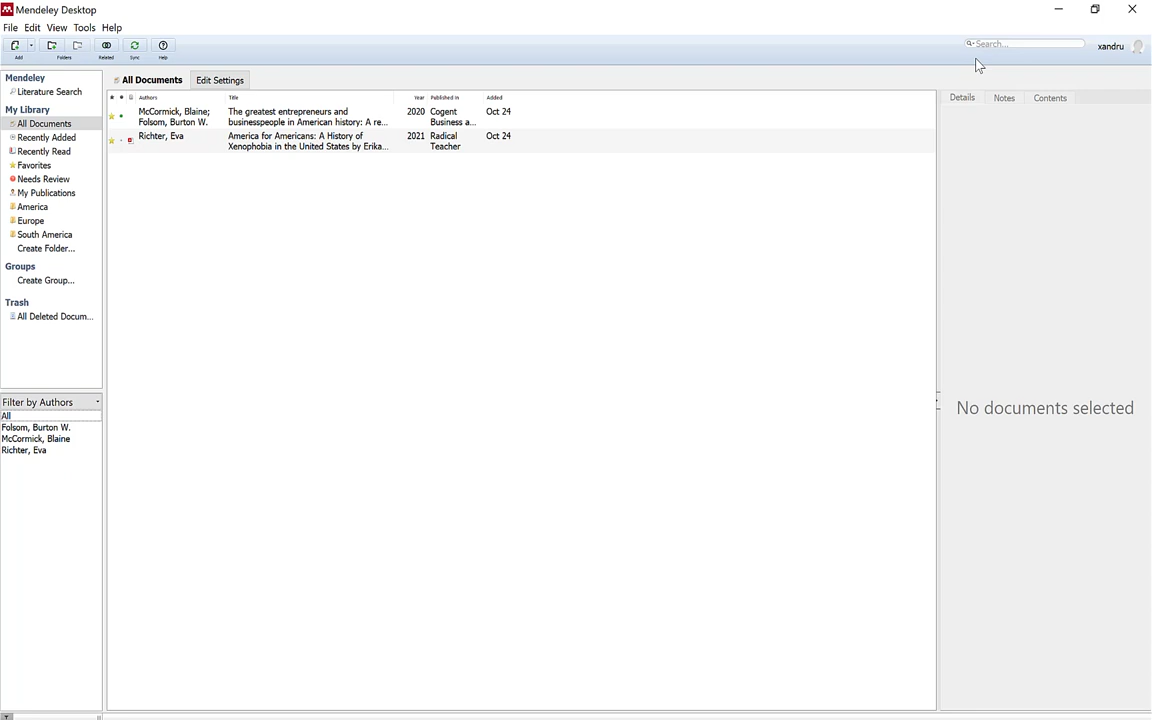 Mendeley Desktop
File Edit View Tools Help
Search...
xandru
Add Folders Related Sync Help
Mendeley
Literature Search
My Library
All Documents
Recently Added
Recently Read
Favorites
Needs Review
My Publications
America
Europe
South America
Create Folder...
Groups
Create Group...
Trash
All Deleted Docum...
Filter by Authors
All
Folsom, Burton W.
McCormick, Blaine
Richter, Eva
All Documents Edit Settings
Authors Title Year Published In Added
McCormick, Blaine; The greatest entrepreneurs and 2020 Cogent Oct 24
Folsom, Burton W. businesspeople in American history: A re... Business a...
Richter, Eva America for Americans: A History of 2021 Radical Oct 24
Xenophobia in the United States by Erika... Teacher
Details Notes Contents
No documents selected